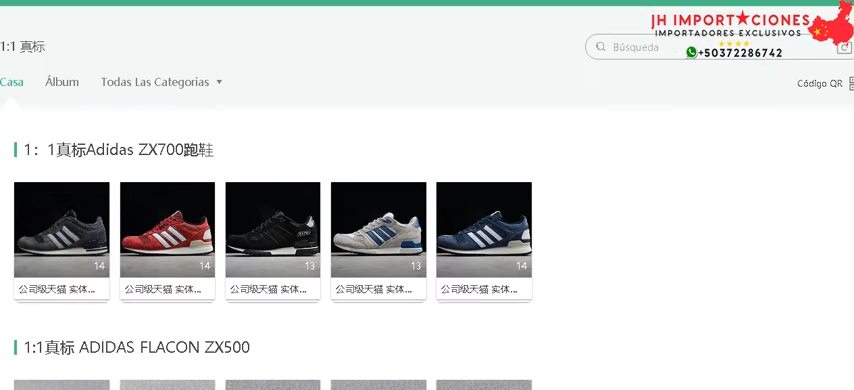 JH IMPORTACIONES
IMPORTADORES EXCLUSIVOS
1:1 真标
Búsqueda
+50372286742
Casa
Álbum
Todas Las Categorias
Código QR
1：1真标Adidas ZX700跑鞋
14
14
13
13
14
公司级天猫 实体...
公司级天猫 实体...
公司级天猫 实体...
公司级天猫 实体...
公司级天猫 实体...
1:1真标 ADIDAS FLACON ZX500